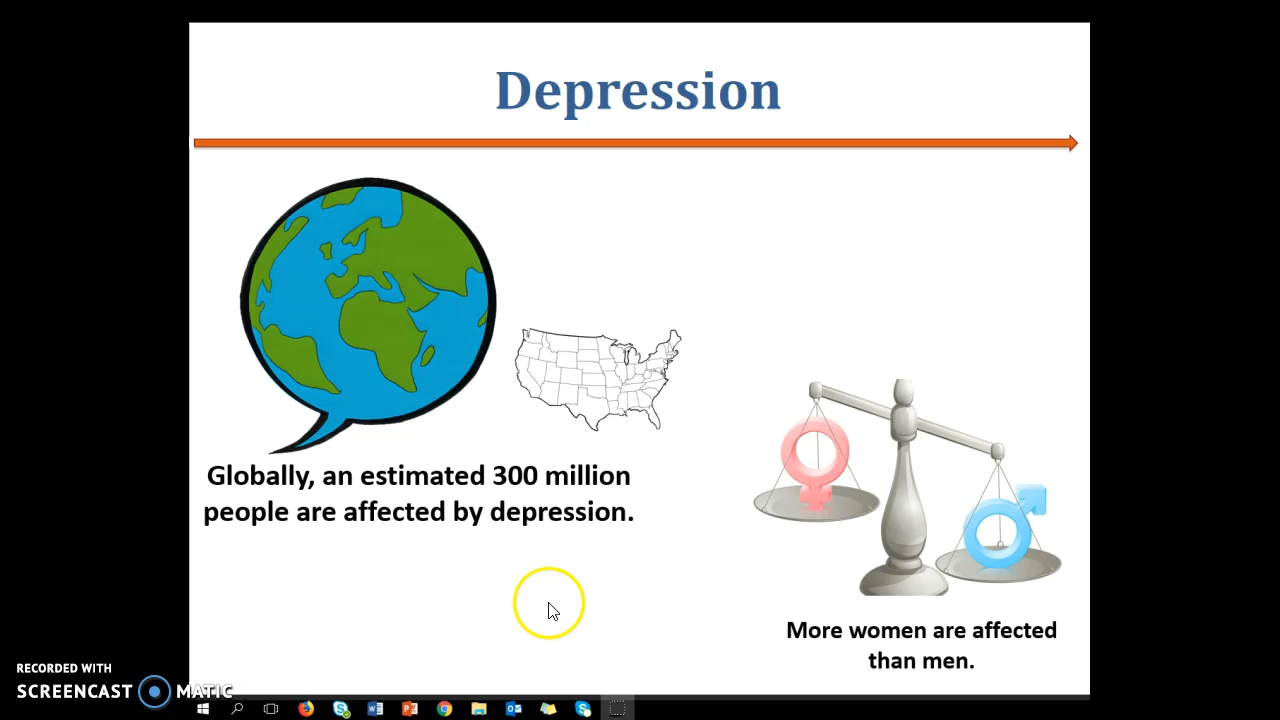 Depression
Globally, an estimated 300 million
people are affected by depression.
More women are affected
than men.
RECORDED WITH
SCREENCAST MATIC